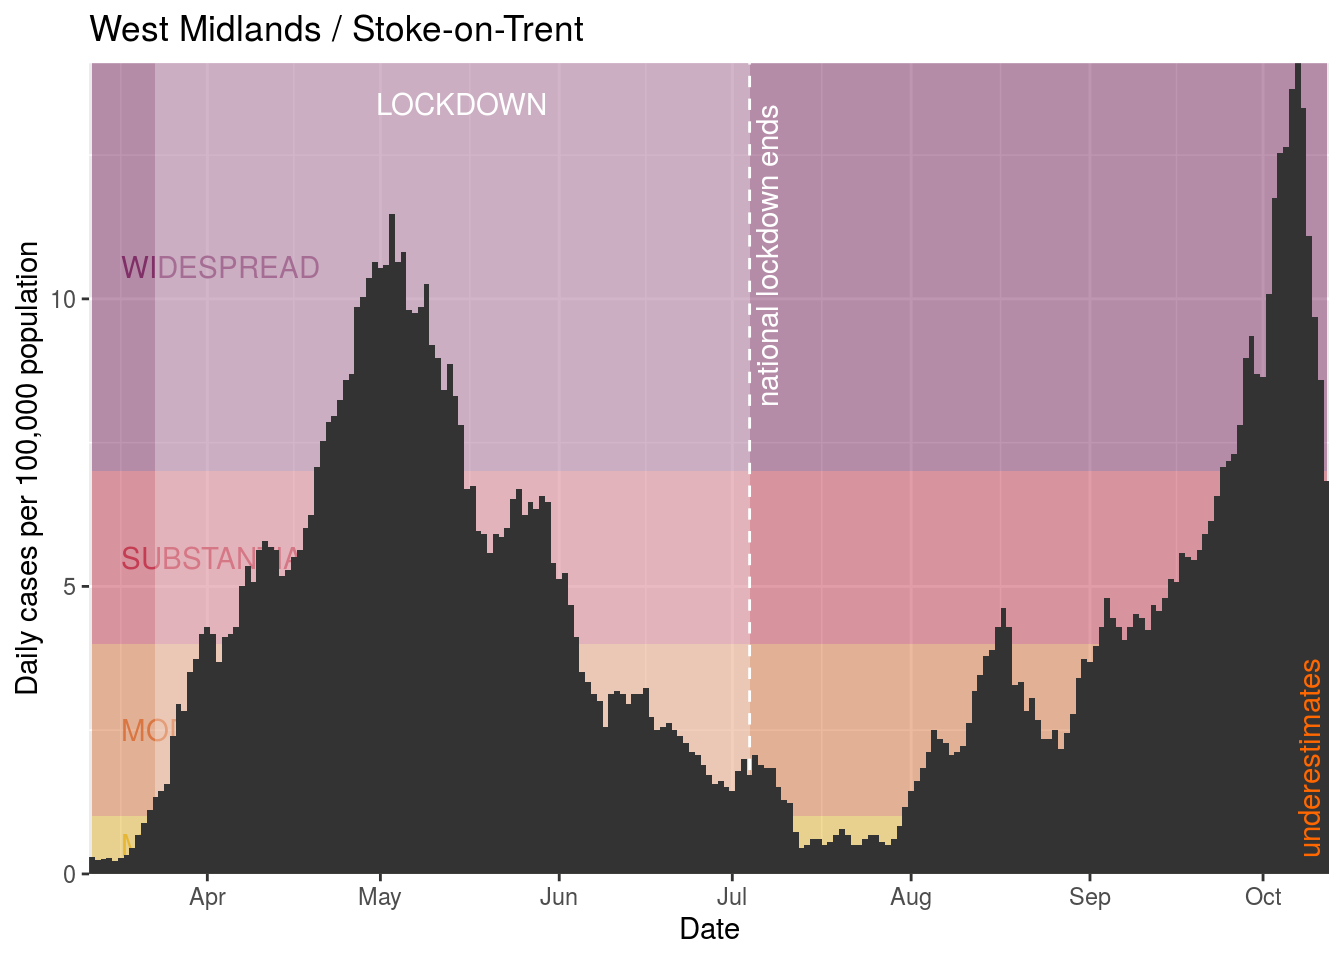 West Midlands / Stoke-on-Trent
LOCKDOWN
national lockdown ends
WIDESPREAD
SUBSTAN
underestimates
Daily cases per 100,000 population
10
5
0
Apr
May
Jun
Jul
Aug
Sep
Oct
Date